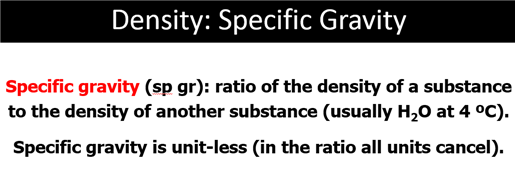 Density: Specific Gravity
Specific gravity (sp gr): ratio of the density of a substance
to the density of another substance (usually H₂O at 4 ºC).
Specific gravity is unit-less (in the ratio all units cancel).